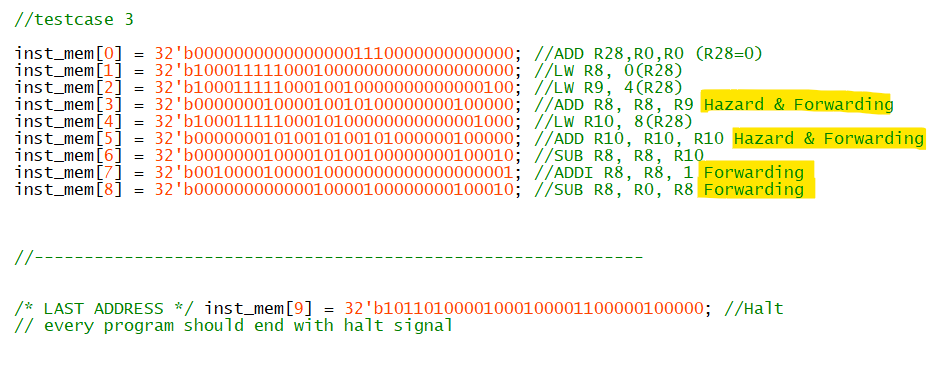 //testcase 3
inst_mem[0] = 32'b00000000000000001110000000000000; //ADD R28,R0,R0 (R28=0)
inst_mem[1] = 32'b10001111100010000000000000000000; //LW R8, 0(R28)
inst_mem[2] = 32'b10001111100010010000000000000100; //LW R9, 4(R28)
inst_mem[3] = 32'b00000001000010010100000000100000; //ADD R8, R8, R9 Hazard & Forwarding
inst_mem[4] = 32'b10001111100010100000000000001000; //LW R10, 8(R28)
inst_mem[5] = 32'b00000001010010100101000000100000; //ADD R10, R10, R10 Hazard & Forwarding
inst_mem[6] = 32'b00000001000010100100000000100010; //SUB R8, R8, R10
inst_mem[7] = 32'b00100001000010000000000000000001; //ADDI R8, R8, 1 Forwarding
inst_mem[8] = 32'b00000000000010000100000000100010; //SUB R8, R0, R8 Forwarding
//-------------------------------------------------------------
/* LAST ADDRESS */ inst_mem[9] = 32'b10110100001000100001100000100000; //Halt
// every program should end with halt signal